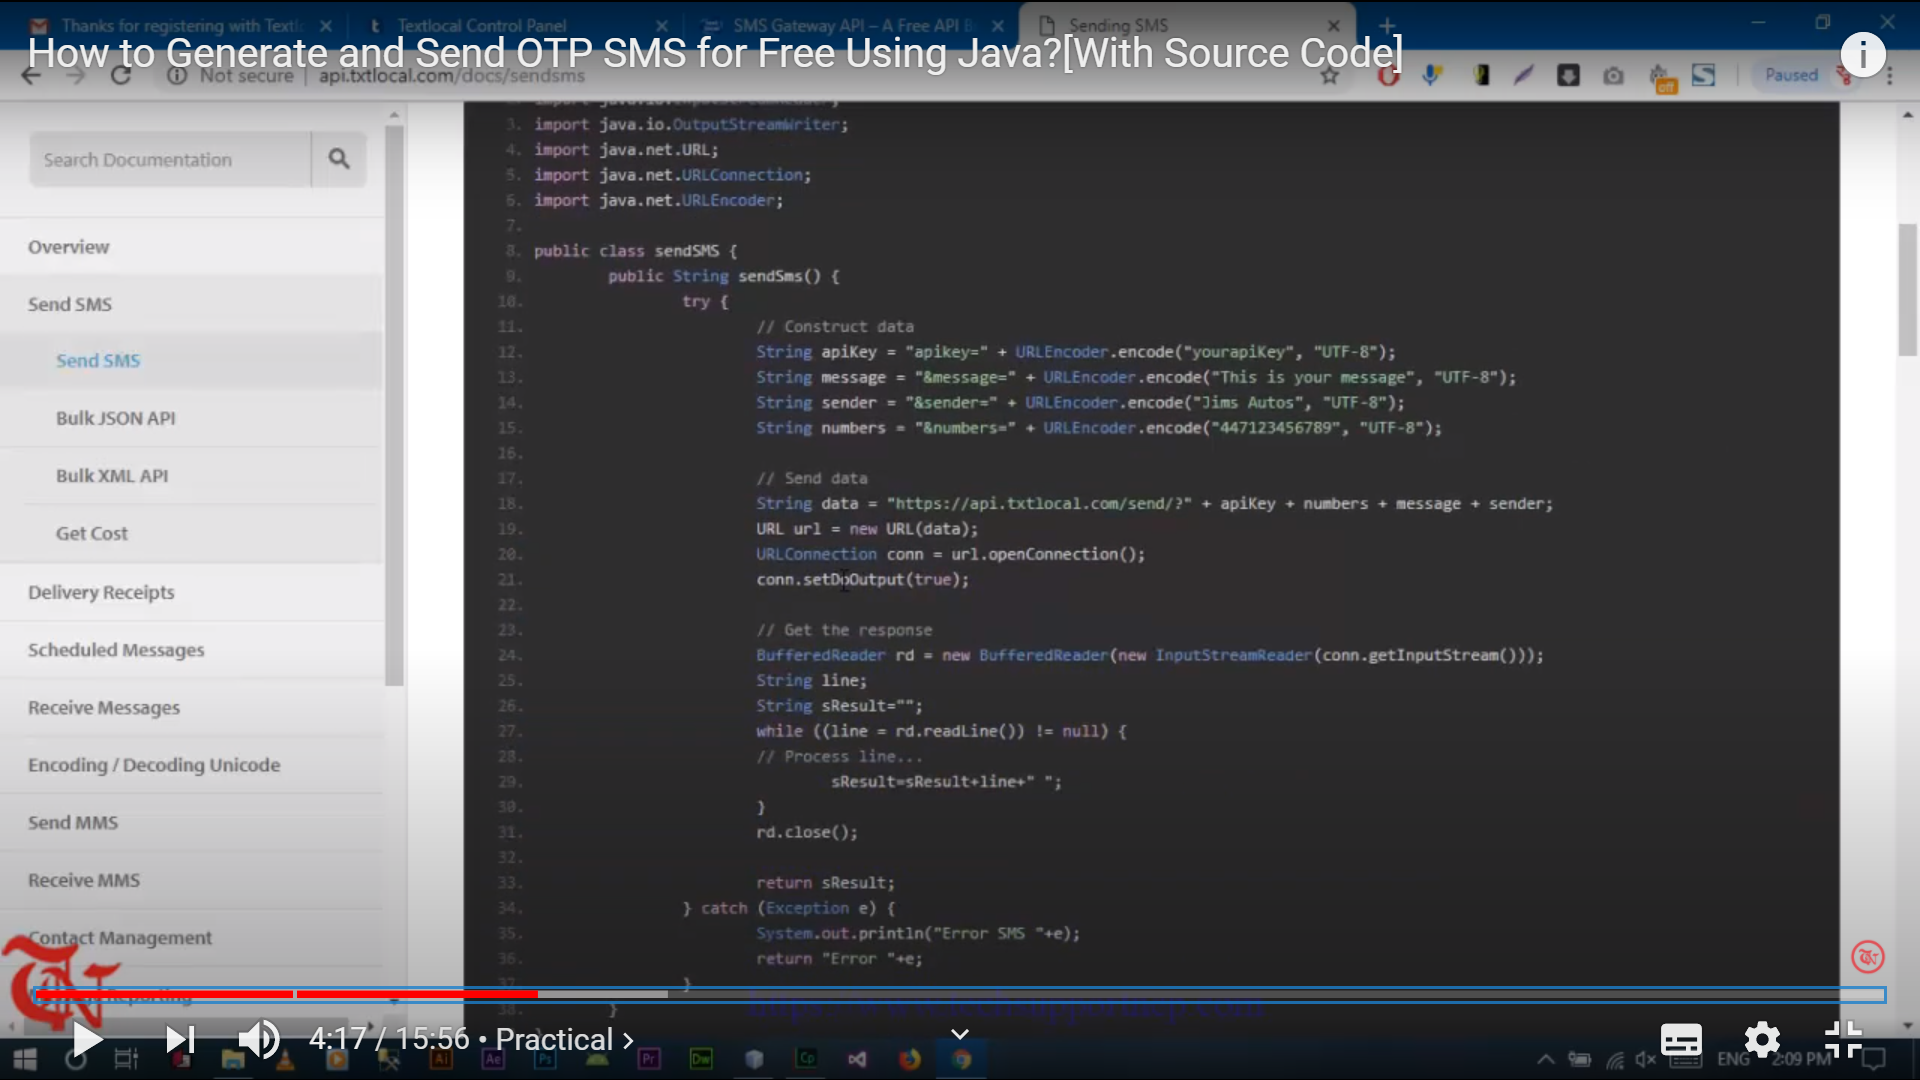 Thanks for registering with Textl
Textlocal Control Panel
SMS Gateway API – A Free API B
Sending SMS
How to Generate and Send OTP SMS for Free Using Java?[With Source Code]
Not secure
api.txtlocal.com/docs/sendsms
off
Paused
Search Documentation
Overview
Send SMS
Send SMS
Bulk JSON API
Bulk XML API
Get Cost
Delivery Receipts
Scheduled Messages
Receive Messages
Encoding / Decoding Unicode
Send MMS
Receive MMS
Contact Management
Reporting
3. import java.io.OutputStreamWriter;
4. import java.net.URL;
5. import java.net.URLConnection;
6. import java.net.URLEncoder;
7.
8. public class sendSMS {
9. public String sendSms() {
10. try {
11. // Construct data
12. String apiKey = "apikey=" + URLEncoder.encode("yourapiKey", "UTF-8");
13. String message = "&message=" + URLEncoder.encode("This is your message", "UTF-8");
14. String sender = "&sender=" + URLEncoder.encode("Jims Autos", "UTF-8");
15. String numbers = "&numbers=" + URLEncoder.encode("447123456789", "UTF-8");
16.
17. // Send data
18. String data = "https://api.txtlocal.com/send/?" + apiKey + numbers + message + sender;
19. URL url = new URL(data);
20. URLConnection conn = url.openConnection();
21. conn.setDoOutput(true);
22.
23. // Get the response
24. BufferedReader rd = new BufferedReader(new InputStreamReader(conn.getInputStream()));
25. String line;
26. String sResult="";
27. while ((line = rd.readLine()) != null) {
28. // Process line...
29. sResult=sResult+line+" ";
30. }
31. rd.close();
32.
33. return sResult;
34. } catch (Exception e) {
35. System.out.println("Error SMS "+e);
36. return "Error "+e;
37. }
38. }
4:17 / 15:56 • Practical
Ai
Ae
Ps
Pr
Dw
Cp
ENG
2:09 PM